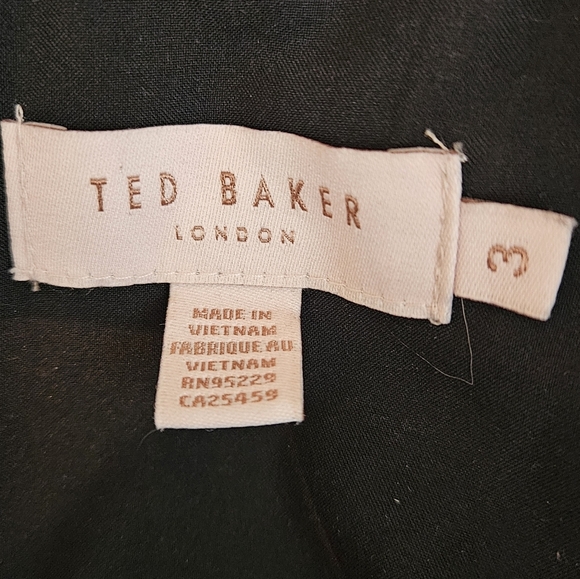 TED BAKER
LONDON
3
MADE IN
VIETNAM
FABRIQUE AU
VIETNAM
RN95229
CA25459